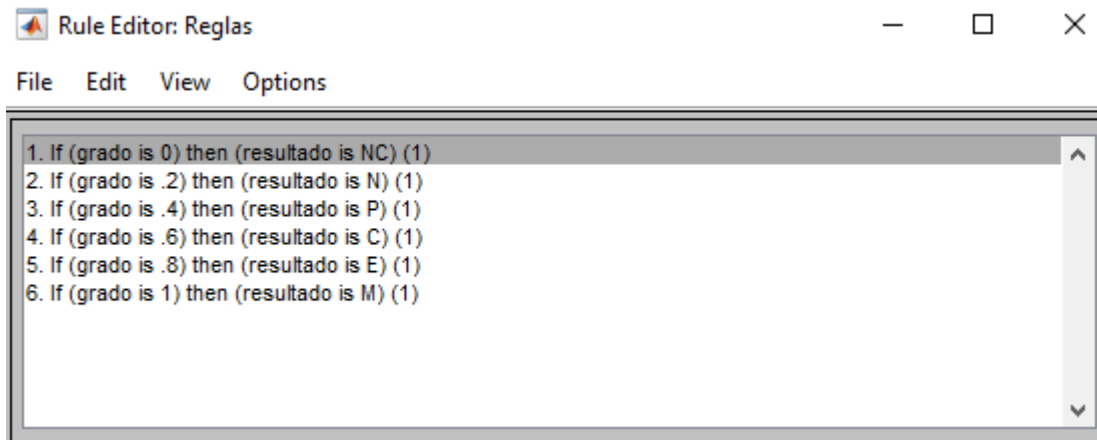 Rule Editor: Reglas
File Edit View Options
1. If (grado is 0) then (resultado is NC) (1)
2. If (grado is .2) then (resultado is N) (1)
3. If (grado is .4) then (resultado is P) (1)
4. If (grado is .6) then (resultado is C) (1)
5. If (grado is .8) then (resultado is E) (1)
6. If (grado is 1) then (resultado is M) (1)